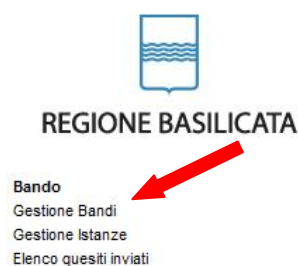 REGIONE BASILICATA
Bando
Gestione Bandi
Gestione Istanze
Elenco quesiti inviati